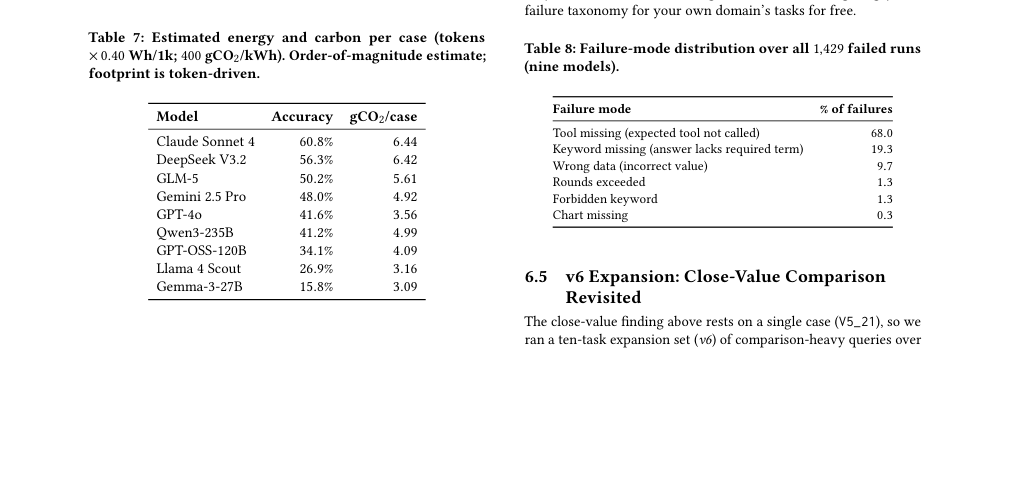 Table 7: Estimated energy and carbon per case (tokens
× 0.40 Wh/1k; 400 gCO₂/kWh). Order-of-magnitude estimate;
footprint is token-driven.
Model Accuracy gCO₂/case
Claude Sonnet 4 60.8% 6.44
DeepSeek V3.2 56.3% 6.42
GLM-5 50.2% 5.61
Gemini 2.5 Pro 48.0% 4.92
GPT-4o 41.6% 3.56
Qwen3-235B 41.2% 4.99
GPT-OSS-120B 34.1% 4.09
Llama 4 Scout 26.9% 3.16
Gemma-3-27B 15.8% 3.09
failure taxonomy for your own domain's tasks for free.
Table 8: Failure-mode distribution over all 1,429 failed runs
(nine models).
Failure mode % of failures
Tool missing (expected tool not called) 68.0
Keyword missing (answer lacks required term) 19.3
Wrong data (incorrect value) 9.7
Rounds exceeded 1.3
Forbidden keyword 1.3
Chart missing 0.3
6.5 v6 Expansion: Close-Value Comparison
Revisited
The close-value finding above rests on a single case (V5_21), so we
ran a ten-task expansion set (v6) of comparison-heavy queries over